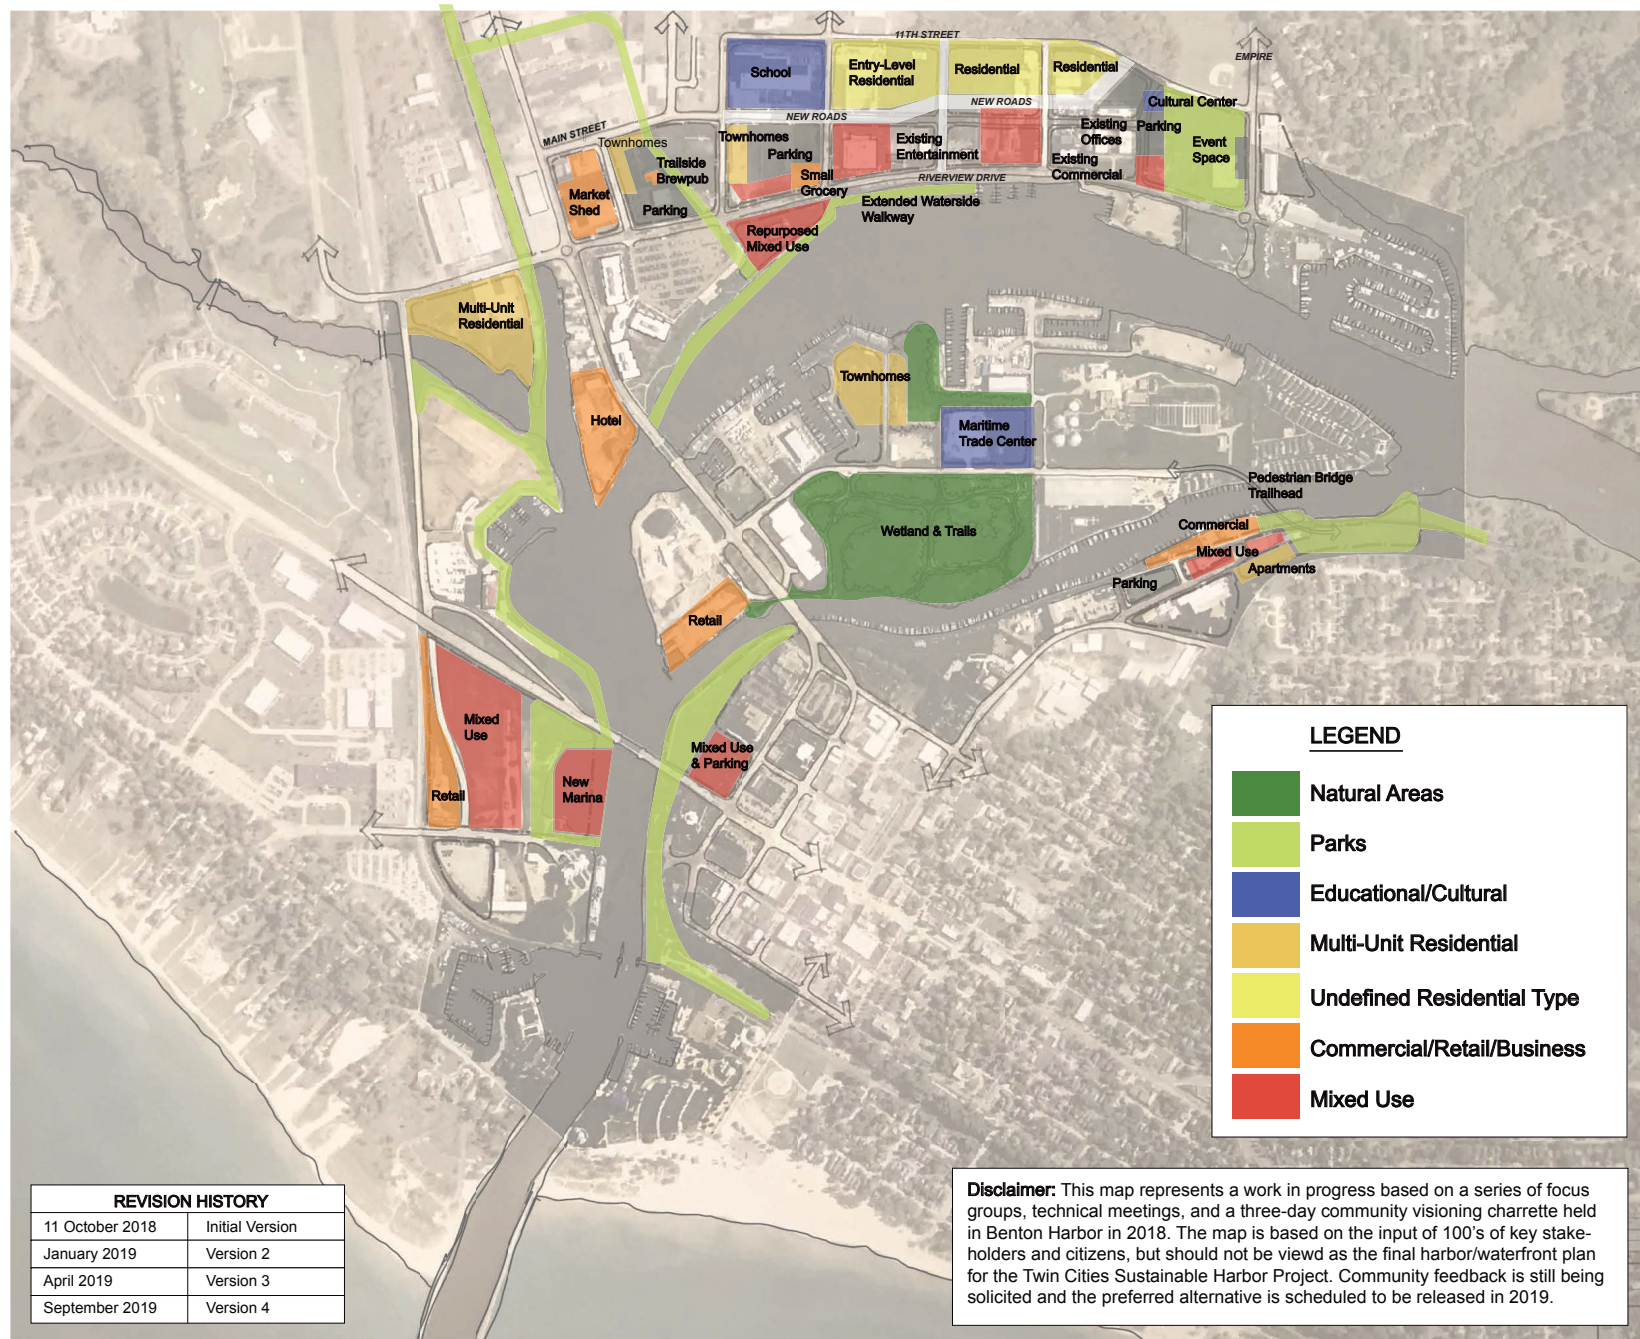 11TH STREET
EMPIRE
School
Entry-Level
Residential
Residential
Residential
NEW ROADS
NEW ROADS
Cultural Center
MAIN STREET
Townhomes
Townhomes
Parking
Existing
Entertainment
Existing
Offices
Parking
Event
Space
Trailside
Brewpub
Existing
Commercial
Small
Grocery
RIVERVIEW DRIVE
Market
Shed
Parking
Extended Waterside
Walkway
Repurposed
Mixed Use
Multi-Unit
Residential
Townhomes
Hotel
Maritime
Trade Center
Pedestrian Bridge
Trailhead
Wetland & Trails
Commercial
Mixed Use
Apartments
Parking
Retail
Mixed
Use
Mixed Use
& Parking
New
Marina
Retail
LEGEND
Natural Areas
Parks
Educational/Cultural
Multi-Unit Residential
Undefined Residential Type
Commercial/Retail/Business
Mixed Use
REVISION HISTORY
11 October 2018 Initial Version
January 2019 Version 2
April 2019 Version 3
September 2019 Version 4
Disclaimer: This map represents a work in progress based on a series of focus
groups, technical meetings, and a three-day community visioning charrette held
in Benton Harbor in 2018. The map is based on the input of 100's of key stake-
holders and citizens, but should not be viewd as the final harbor/waterfront plan
for the Twin Cities Sustainable Harbor Project. Community feedback is still being
solicited and the preferred alternative is scheduled to be released in 2019.